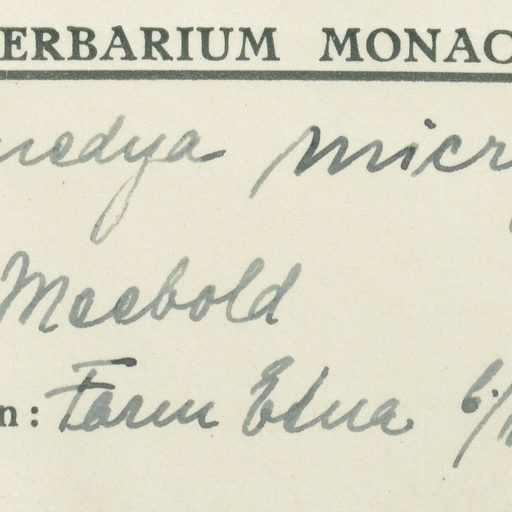 ERBARIUM MONAC
nedya micr
Meebold
n: Farm Edna 6/